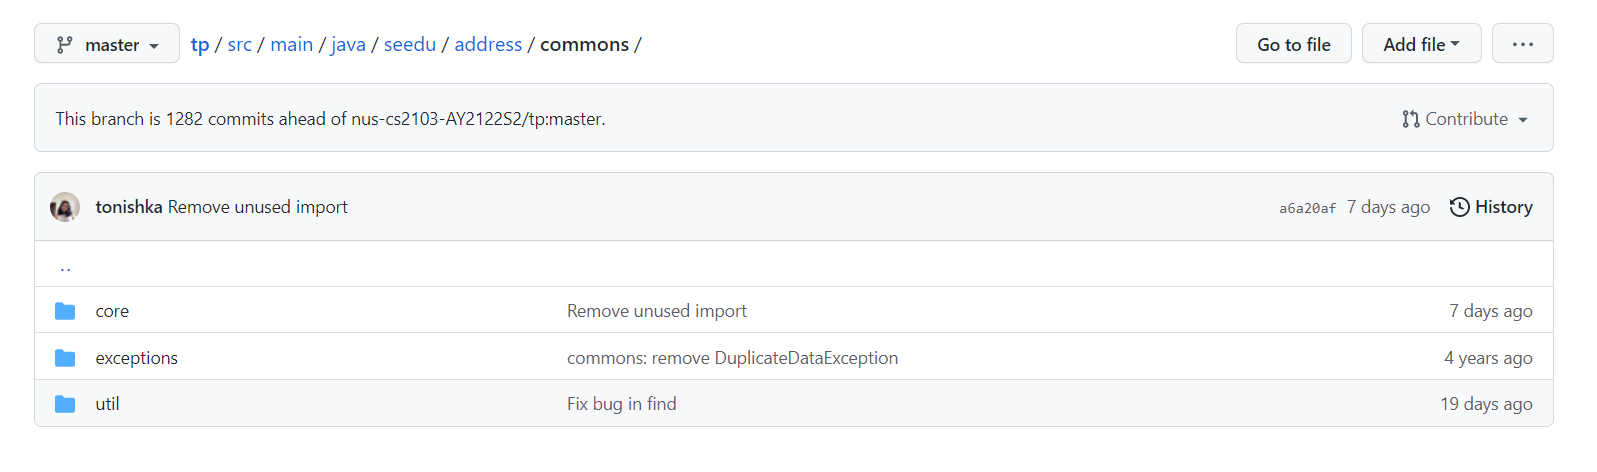 master tp / src / main / java / seedu / address / commons / Go to file Add file ...
This branch is 1282 commits ahead of nus-cs2103-AY2122S2/tp:master. Contribute
tonishka Remove unused import a6a20af 7 days ago History
..
core Remove unused import 7 days ago
exceptions commons: remove DuplicateDataException 4 years ago
util Fix bug in find 19 days ago